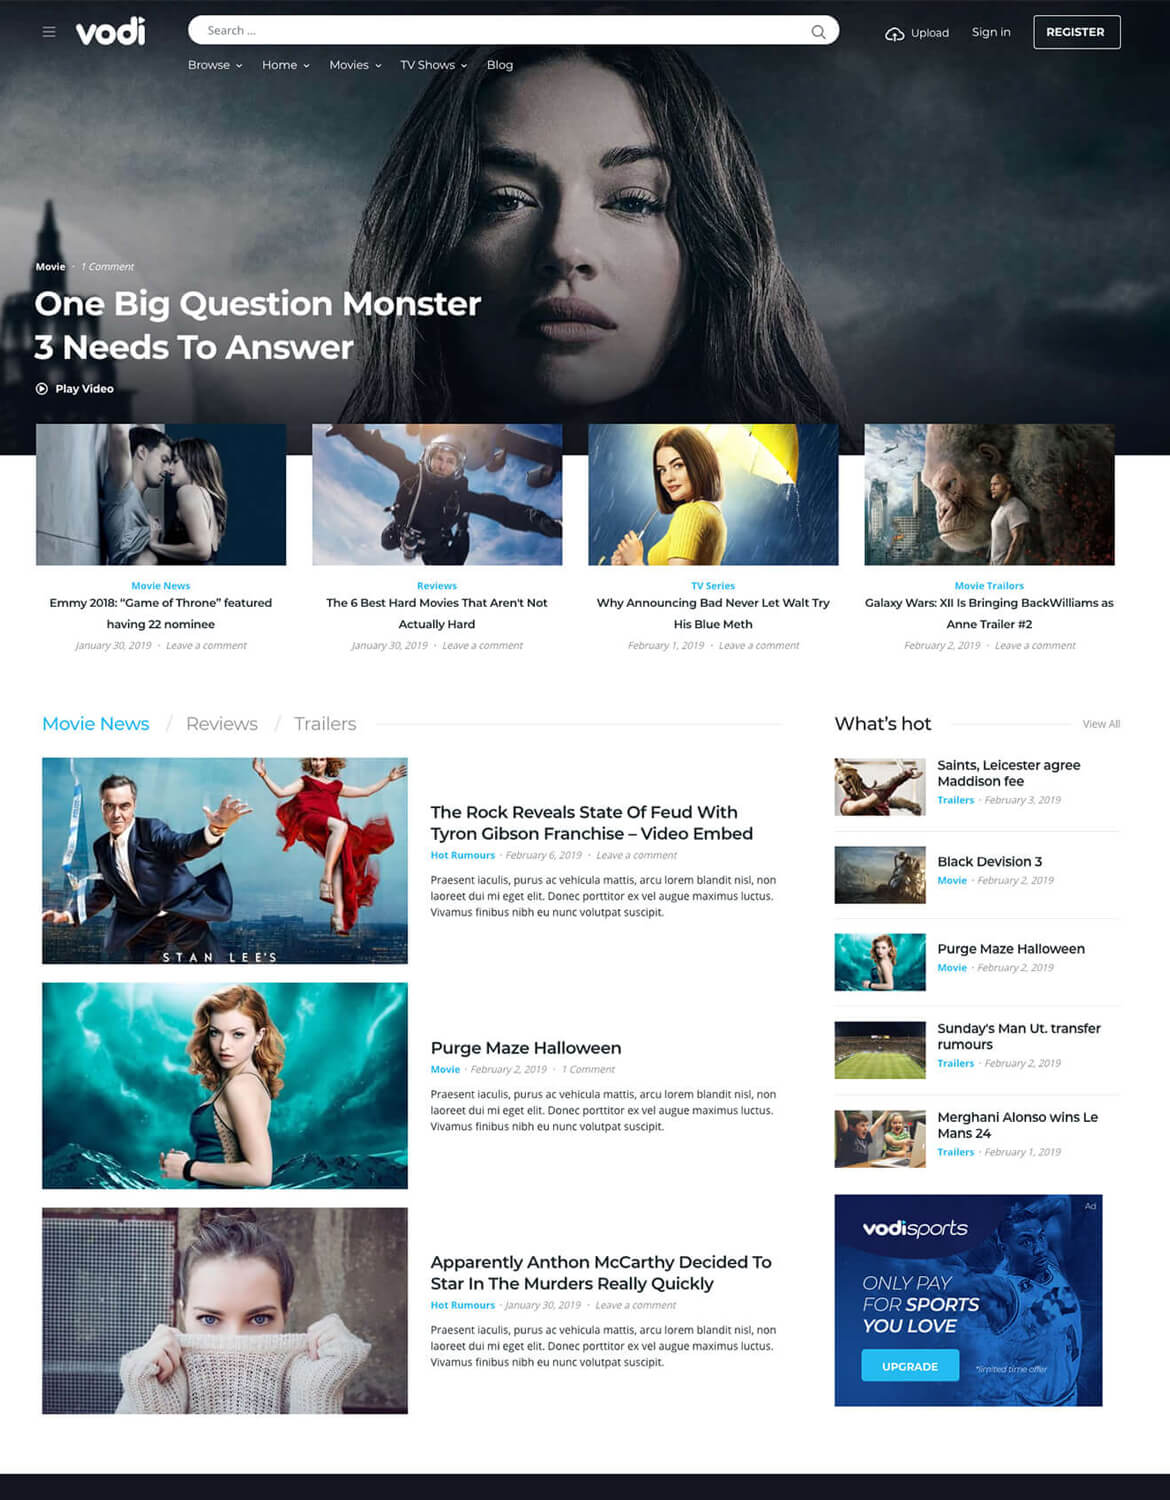 vodi
Search ...
Upload
Sign in
REGISTER
Browse
Home
Movies
TV Shows
Blog
Movie · 1 Comment
One Big Question Monster
3 Needs To Answer
Play Video
Movie News
Emmy 2018: “Game of Throne” featured
having 22 nominee
January 30, 2019 · Leave a comment
Reviews
The 6 Best Hard Movies That Aren't Not
Actually Hard
January 30, 2019 · Leave a comment
TV Series
Why Announcing Bad Never Let Walt Try
His Blue Meth
February 1, 2019 · Leave a comment
Movie Trailors
Galaxy Wars: XII Is Bringing BackWilliams as
Anne Trailer #2
February 2, 2019 · Leave a comment
Movie News / Reviews / Trailers
STAN LEE'S
The Rock Reveals State Of Feud With
Tyron Gibson Franchise – Video Embed
Hot Rumours · February 6, 2019 · Leave a comment
Praesent iaculis, purus ac vehicula mattis, arcu lorem blandit nisl, non
laoreet dui mi eget elit. Donec porttitor ex vel augue maximus luctus.
Vivamus finibus nibh eu nunc volutpat suscipit.
Purge Maze Halloween
Movie · February 2, 2019 · 1 Comment
Praesent iaculis, purus ac vehicula mattis, arcu lorem blandit nisl, non
laoreet dui mi eget elit. Donec porttitor ex vel augue maximus luctus.
Vivamus finibus nibh eu nunc volutpat suscipit.
Apparently Anthon McCarthy Decided To
Star In The Murders Really Quickly
Hot Rumours · January 30, 2019 · Leave a comment
Praesent iaculis, purus ac vehicula mattis, arcu lorem blandit nisl, non
laoreet dui mi eget elit. Donec porttitor ex vel augue maximus luctus.
Vivamus finibus nibh eu nunc volutpat suscipit.
What’s hot
View All
Saints, Leicester agree
Maddison fee
Trailers · February 3, 2019
Black Devision 3
Movie · February 2, 2019
Purge Maze Halloween
Movie · February 2, 2019
Sunday's Man Ut. transfer
rumours
Trailers · February 2, 2019
Merghani Alonso wins Le
Mans 24
Trailers · February 1, 2019
Ad
vodisports
ONLY PAY
FOR SPORTS
YOU LOVE
UPGRADE
*limited time offer